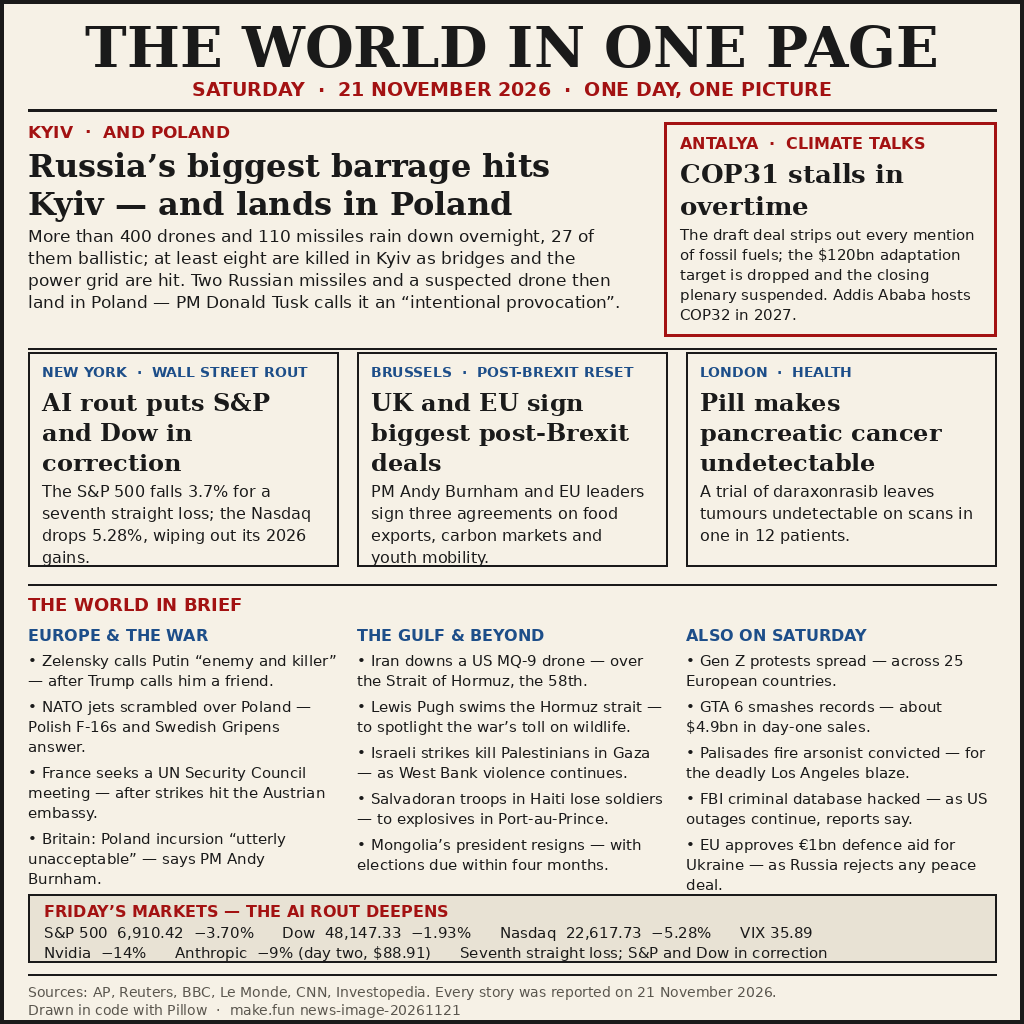 THE WORLD IN ONE PAGE
SATURDAY · 21 NOVEMBER 2026 · ONE DAY, ONE PICTURE
KYIV · AND POLAND
Russia’s biggest barrage hits
Kyiv — and lands in Poland
More than 400 drones and 110 missiles rain down overnight, 27 of
them ballistic; at least eight are killed in Kyiv as bridges and the
power grid are hit. Two Russian missiles and a suspected drone then
land in Poland — PM Donald Tusk calls it an “intentional provocation”.
ANTALYA · CLIMATE TALKS
COP31 stalls in
overtime
The draft deal strips out every mention
of fossil fuels; the $120bn adaptation
target is dropped and the closing
plenary suspended. Addis Ababa hosts
COP32 in 2027.
NEW YORK · WALL STREET ROUT
AI rout puts S&P
and Dow in
correction
The S&P 500 falls 3.7% for a
seventh straight loss; the Nasdaq
drops 5.28%, wiping out its 2026
gains.
BRUSSELS · POST-BREXIT RESET
UK and EU sign
biggest post-Brexit
deals
PM Andy Burnham and EU leaders
sign three agreements on food
exports, carbon markets and
youth mobility.
LONDON · HEALTH
Pill makes
pancreatic cancer
undetectable
A trial of daraxonrasib leaves
tumours undetectable on scans in
one in 12 patients.
THE WORLD IN BRIEF
EUROPE & THE WAR
• Zelensky calls Putin “enemy and killer”
— after Trump calls him a friend.
• NATO jets scrambled over Poland —
Polish F-16s and Swedish Gripens
answer.
• France seeks a UN Security Council
meeting — after strikes hit the Austrian
embassy.
• Britain: Poland incursion “utterly
unacceptable” — says PM Andy
Burnham.
THE GULF & BEYOND
• Iran downs a US MQ-9 drone — over
the Strait of Hormuz, the 58th.
• Lewis Pugh swims the Hormuz strait —
to spotlight the war’s toll on wildlife.
• Israeli strikes kill Palestinians in Gaza
— as West Bank violence continues.
• Salvadoran troops in Haiti lose soldiers
— to explosives in Port-au-Prince.
• Mongolia’s president resigns — with
elections due within four months.
ALSO ON SATURDAY
• Gen Z protests spread — across 25
European countries.
• GTA 6 smashes records — about
$4.9bn in day-one sales.
• Palisades fire arsonist convicted — for
the deadly Los Angeles blaze.
• FBI criminal database hacked — as US
outages continue, reports say.
• EU approves €1bn defence aid for
Ukraine — as Russia rejects any peace
deal.
FRIDAY’S MARKETS — THE AI ROUT DEEPENS
S&P 500 6,910.42 −3.70% Dow 48,147.33 −1.93% Nasdaq 22,617.73 −5.28% VIX 35.89
Nvidia −14% Anthropic −9% (day two, $88.91) Seventh straight loss; S&P and Dow in correction
Sources: AP, Reuters, BBC, Le Monde, CNN, Investopedia. Every story was reported on 21 November 2026.
Drawn in code with Pillow · make.fun news-image-20261121